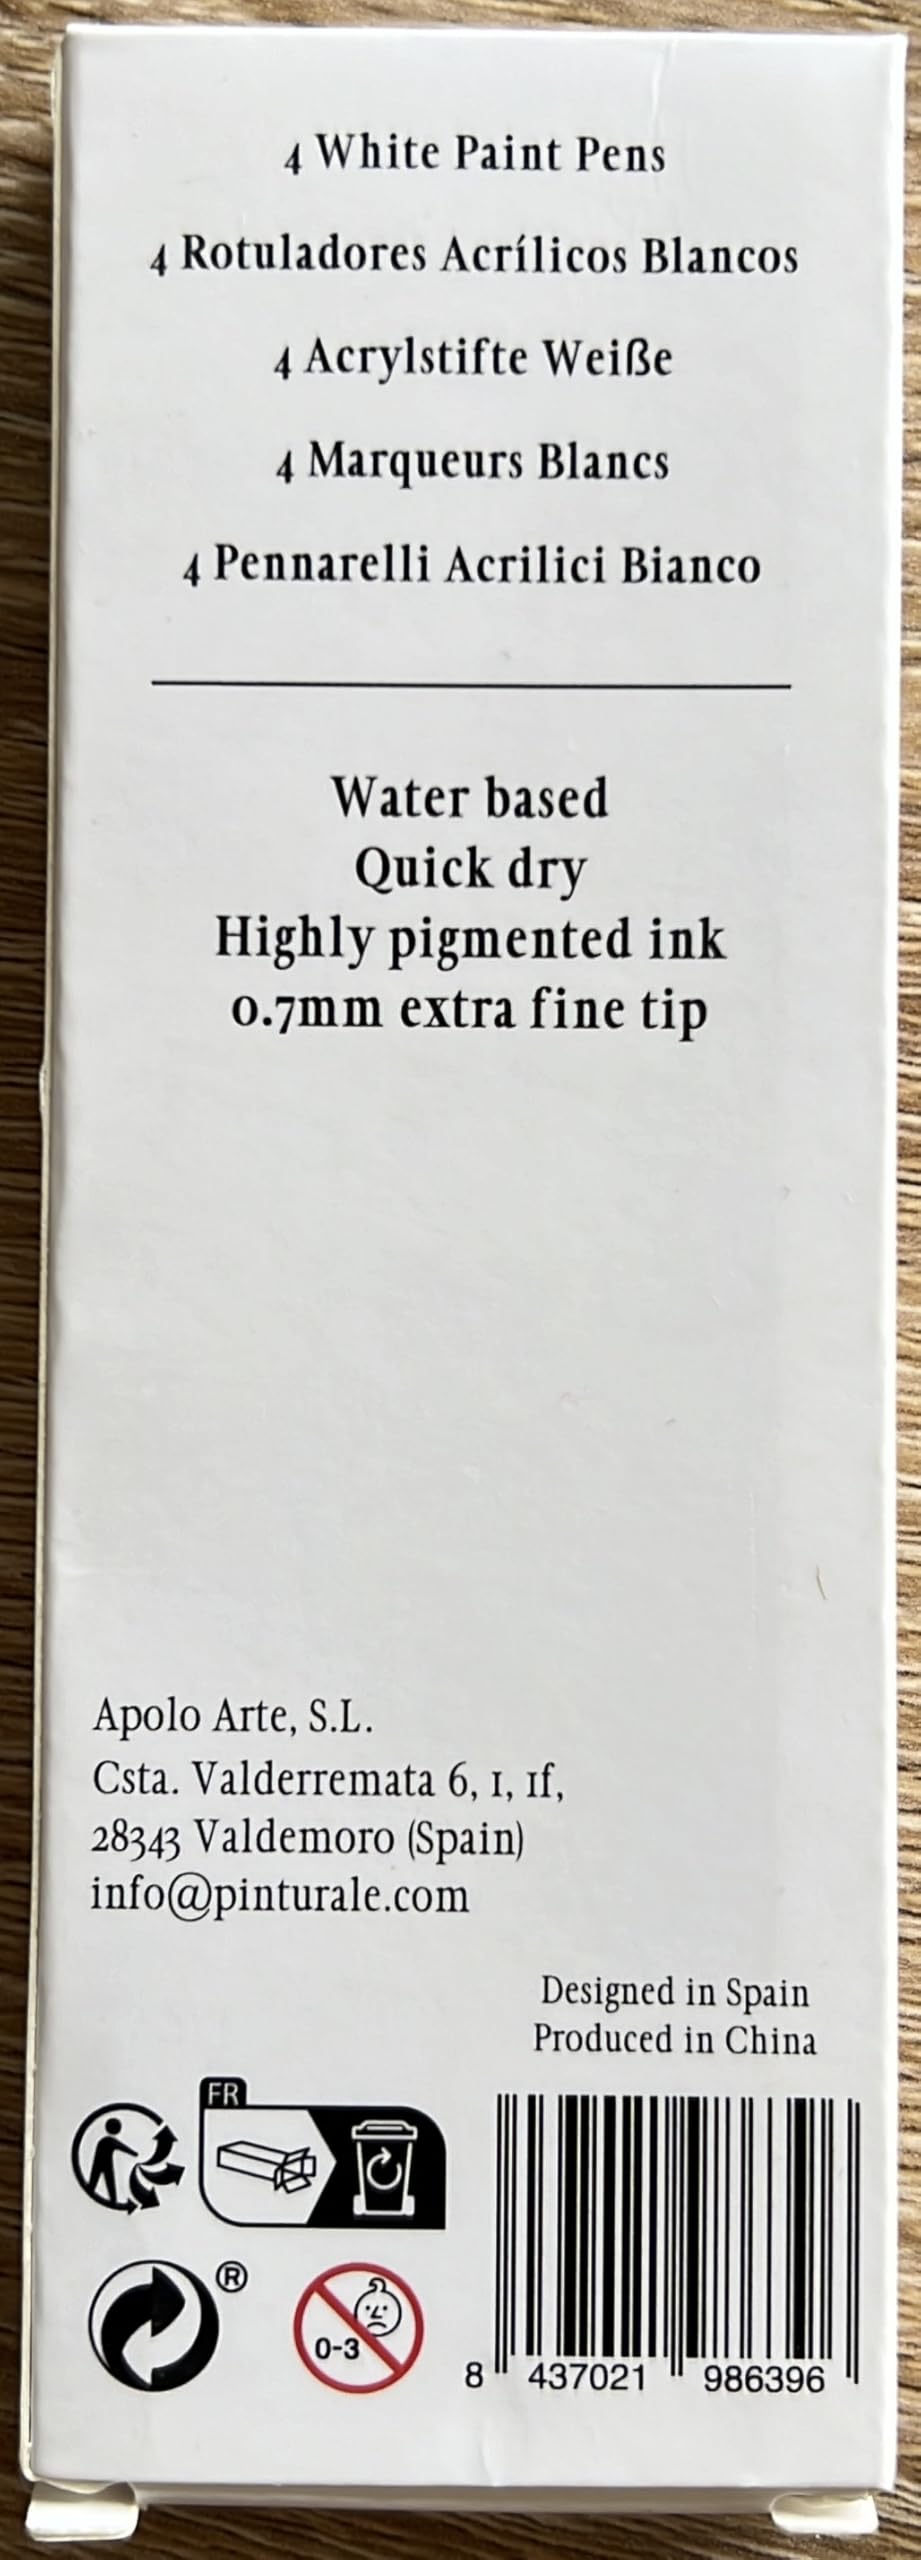 4 White Paint Pens
4 Rotuladores Acrílicos Blancos
4 Acrylstifte Weiße
4 Marqueurs Blancs
4 Pennarelli Acrilici Bianco
Water based
Quick dry
Highly pigmented ink
0.7mm extra fine tip
Apolo Arte, S.L.
Csta. Valderremata 6, 1, 1f,
28343 Valdemoro (Spain)
info@pinturale.com
Designed in Spain
Produced in China
FR
®
0-3
8 437021 986396